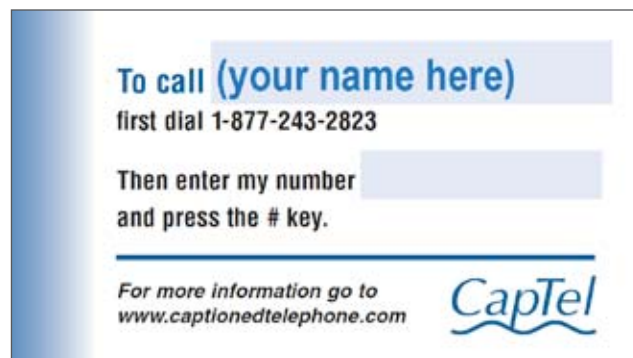 To call (your name here)
first dial 1-877-243-2823
Then enter my number
and press the # key.
For more information go to
www.captionedtelephone.com
CapTel